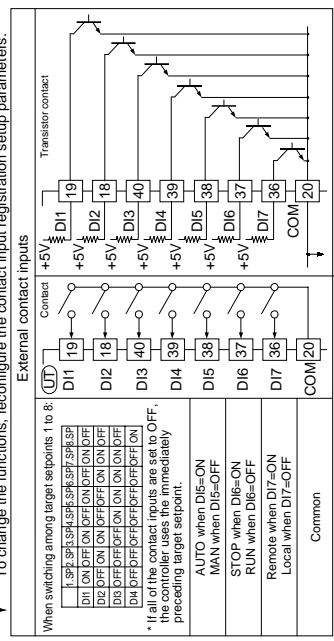 To change the functions, reconfigure the contact input registration setup parameters.
External contact inputs
When switching among target setpoints 1 to 8:
1.SP 2.SP 3.SP 4.SP 5.SP 6.SP 7.SP 8.SP
DI1 ON OFF ON OFF ON OFF ON OFF
DI2 OFF ON ON OFF OFF ON ON OFF
DI3 OFF OFF OFF ON ON ON ON OFF
DI4 OFF OFF OFF OFF OFF OFF OFF ON
* If all of the contact inputs are set to OFF,
the controller uses the immediately
preceding target setpoint.
AUTO when DI5=ON
MAN when DI5=OFF
STOP when DI6=ON
RUN when DI6=OFF
Remote when DI7=ON
Local when DI7=OFF
Common
UT
Contact
DI1 19
DI2 18
DI3 40
DI4 39
DI5 38
DI6 37
DI7 36
COM 20
Transistor contact
+5V DI1 19
+5V DI2 18
+5V DI3 40
+5V DI4 39
+5V DI5 38
+5V DI6 37
+5V DI7 36
COM 20